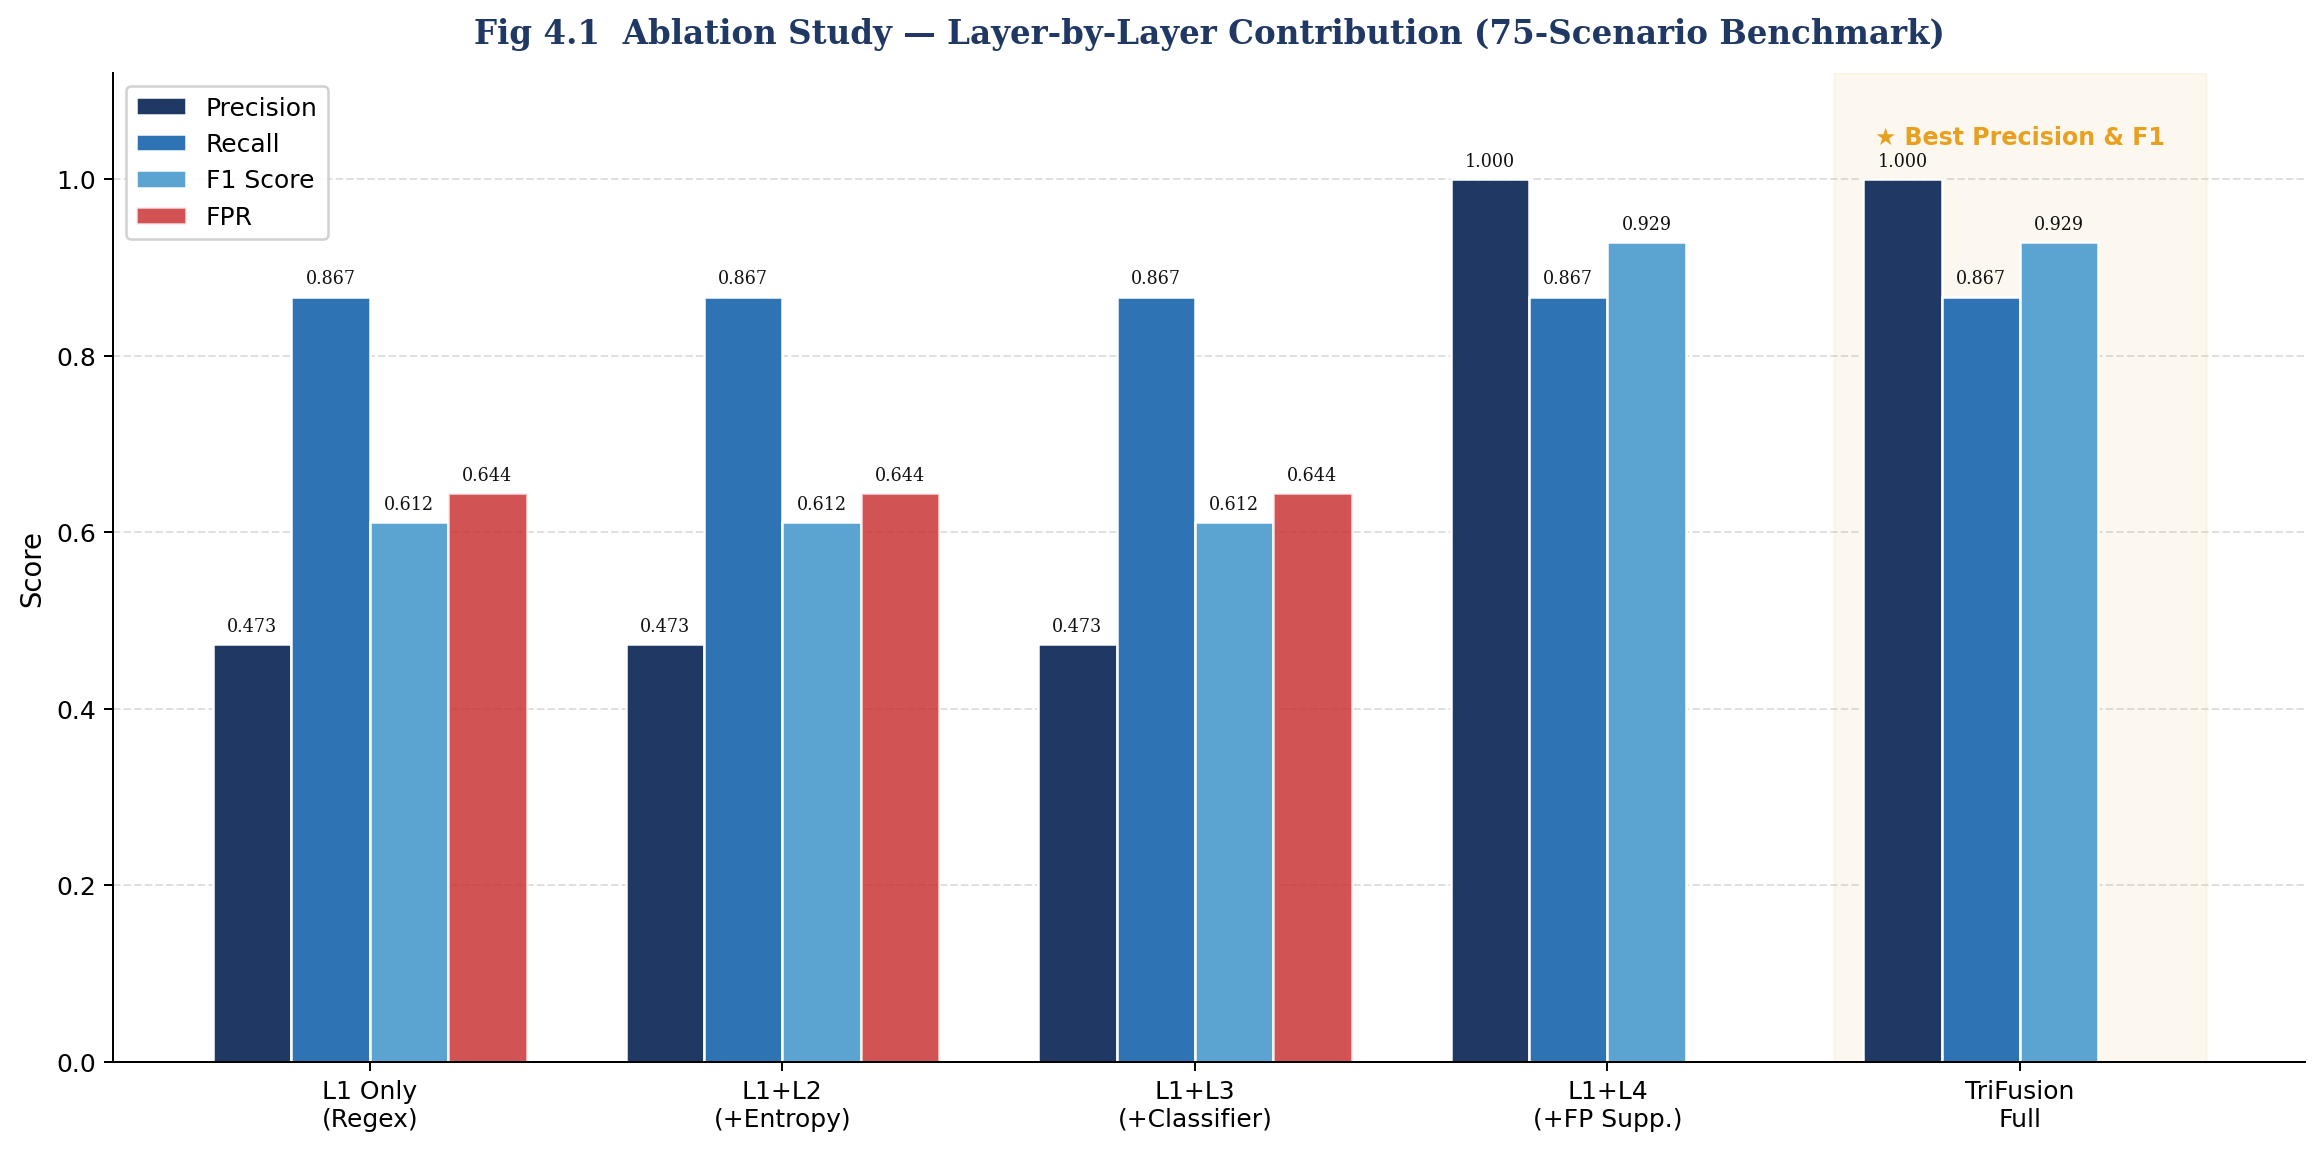 Fig 4.1  Ablation Study — Layer-by-Layer Contribution (75-Scenario Benchmark)
Precision
Recall
F1 Score
FPR
★ Best Precision & F1
Score
1.0
0.8
0.6
0.4
0.2
0.0
0.473
0.867
0.612
0.644
0.473
0.867
0.612
0.644
0.473
0.867
0.612
0.644
1.000
0.867
0.929
1.000
0.867
0.929
L1 Only
(Regex)
L1+L2
(+Entropy)
L1+L3
(+Classifier)
L1+L4
(+FP Supp.)
TriFusion
Full